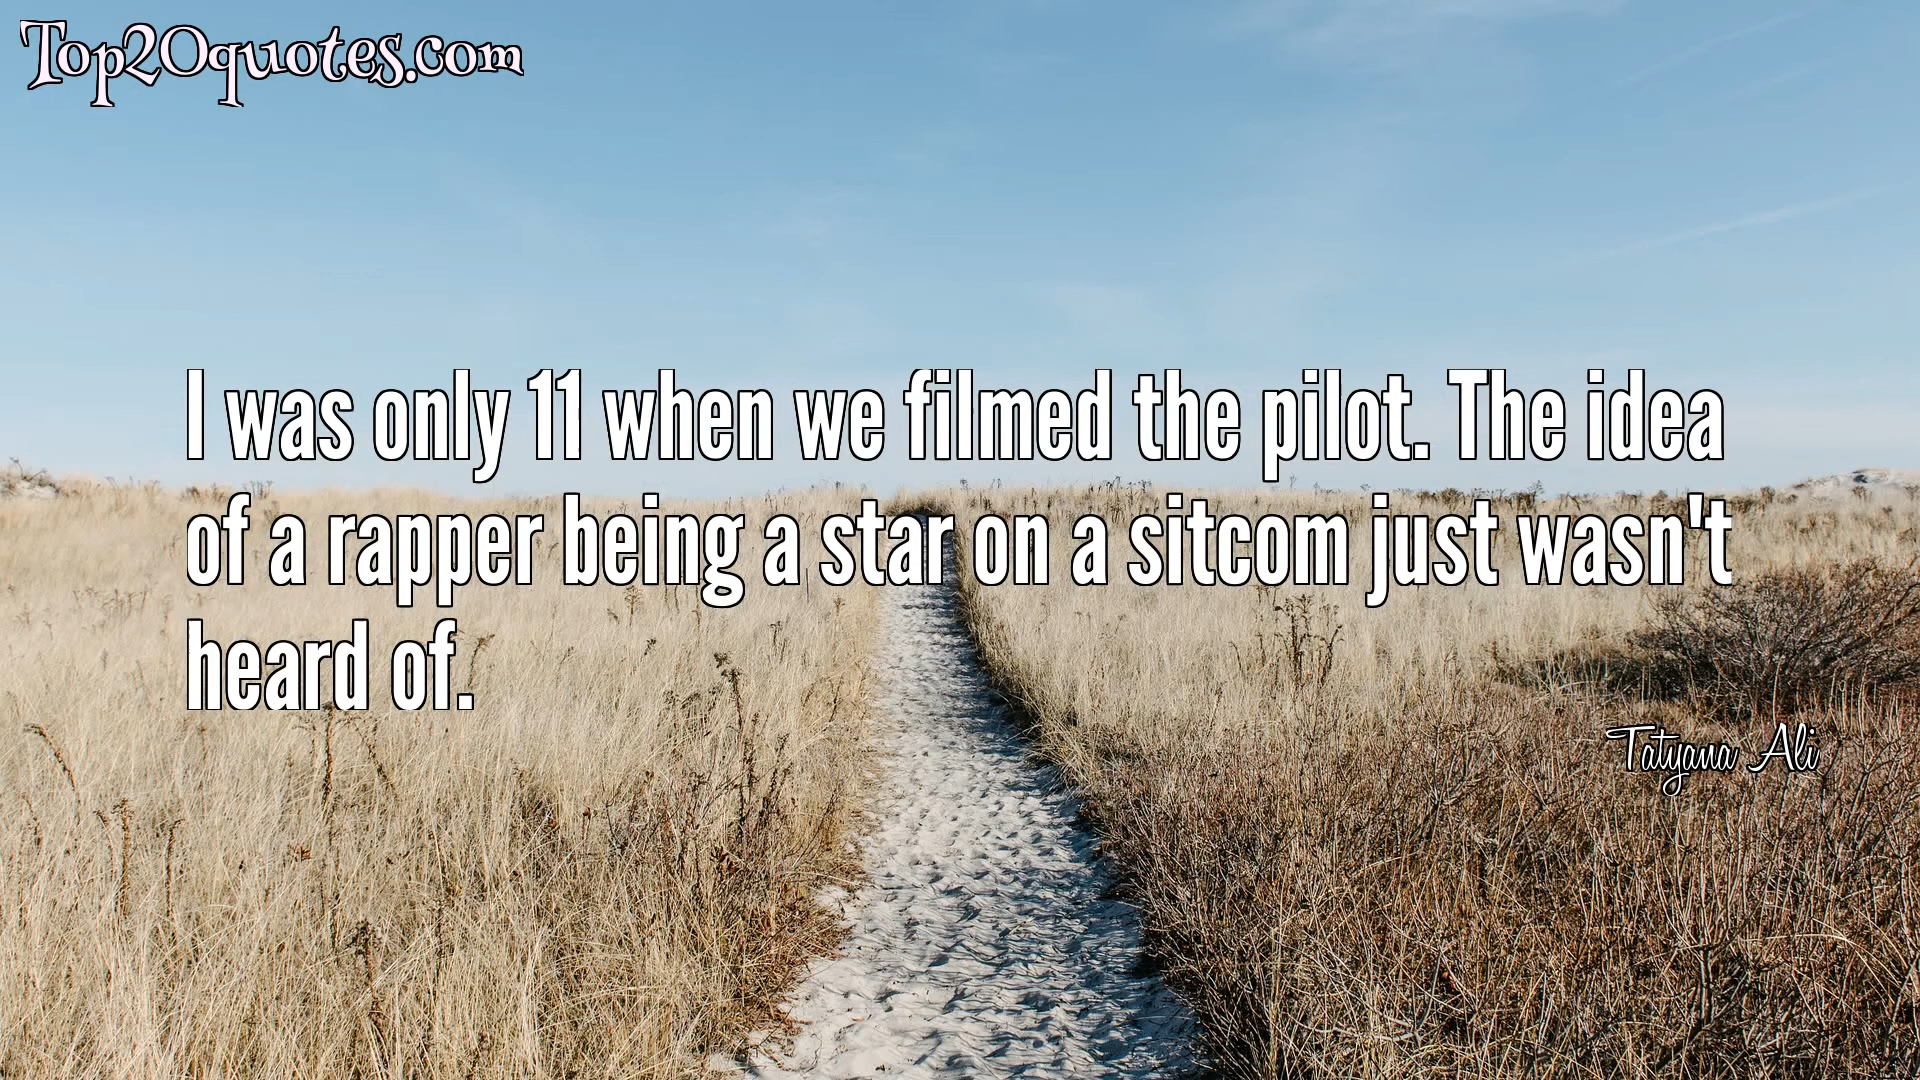 Top20quotes.com
I was only 11 when we filmed the pilot. The idea
of a rapper being a star on a sitcom just wasn't
heard of.
Tatyana Ali